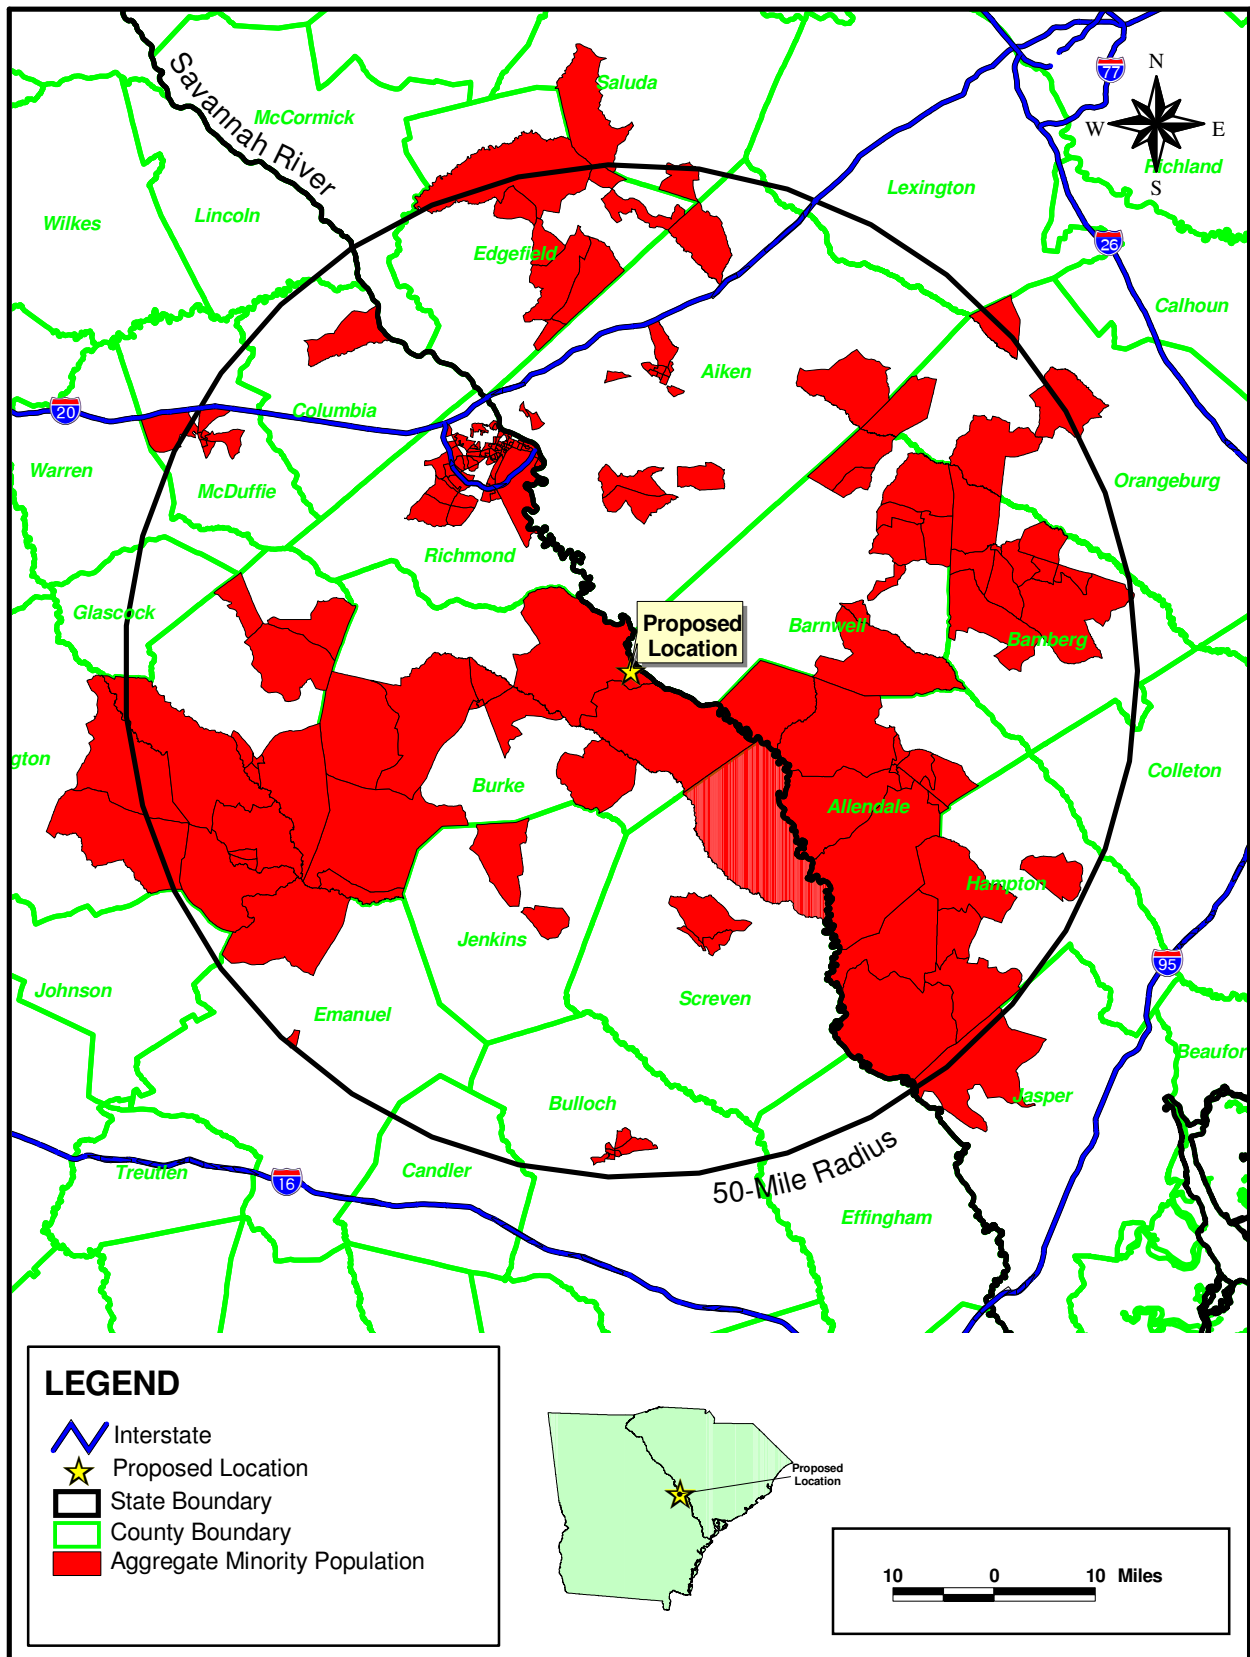 Savannah River
Saluda
McCormick
77
N
W
E
S
Richland
Lexington
Lincoln
Wilkes
Edgefield
26
Calhoun
Aiken
20
Columbia
Warren
McDuffie
Orangeburg
Richmond
Glascock
Proposed
Location
Barnwell
Bamberg
gton
Burke
Colleton
Allendale
Hampton
Jenkins
95
Johnson
Screven
Emanuel
Beaufor
Jasper
Bulloch
50-Mile Radius
Treutlen
16
Candler
Effingham
LEGEND
Interstate
Proposed Location
State Boundary
County Boundary
Aggregate Minority Population
Proposed
Location
10 0 10 Miles